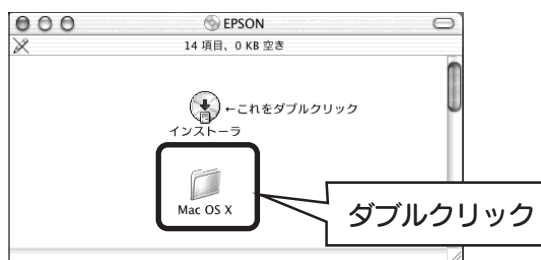 EPSON
14 項目、0 KB 空き
←これをダブルクリック
インストーラ
Mac OS X
ダブルクリック